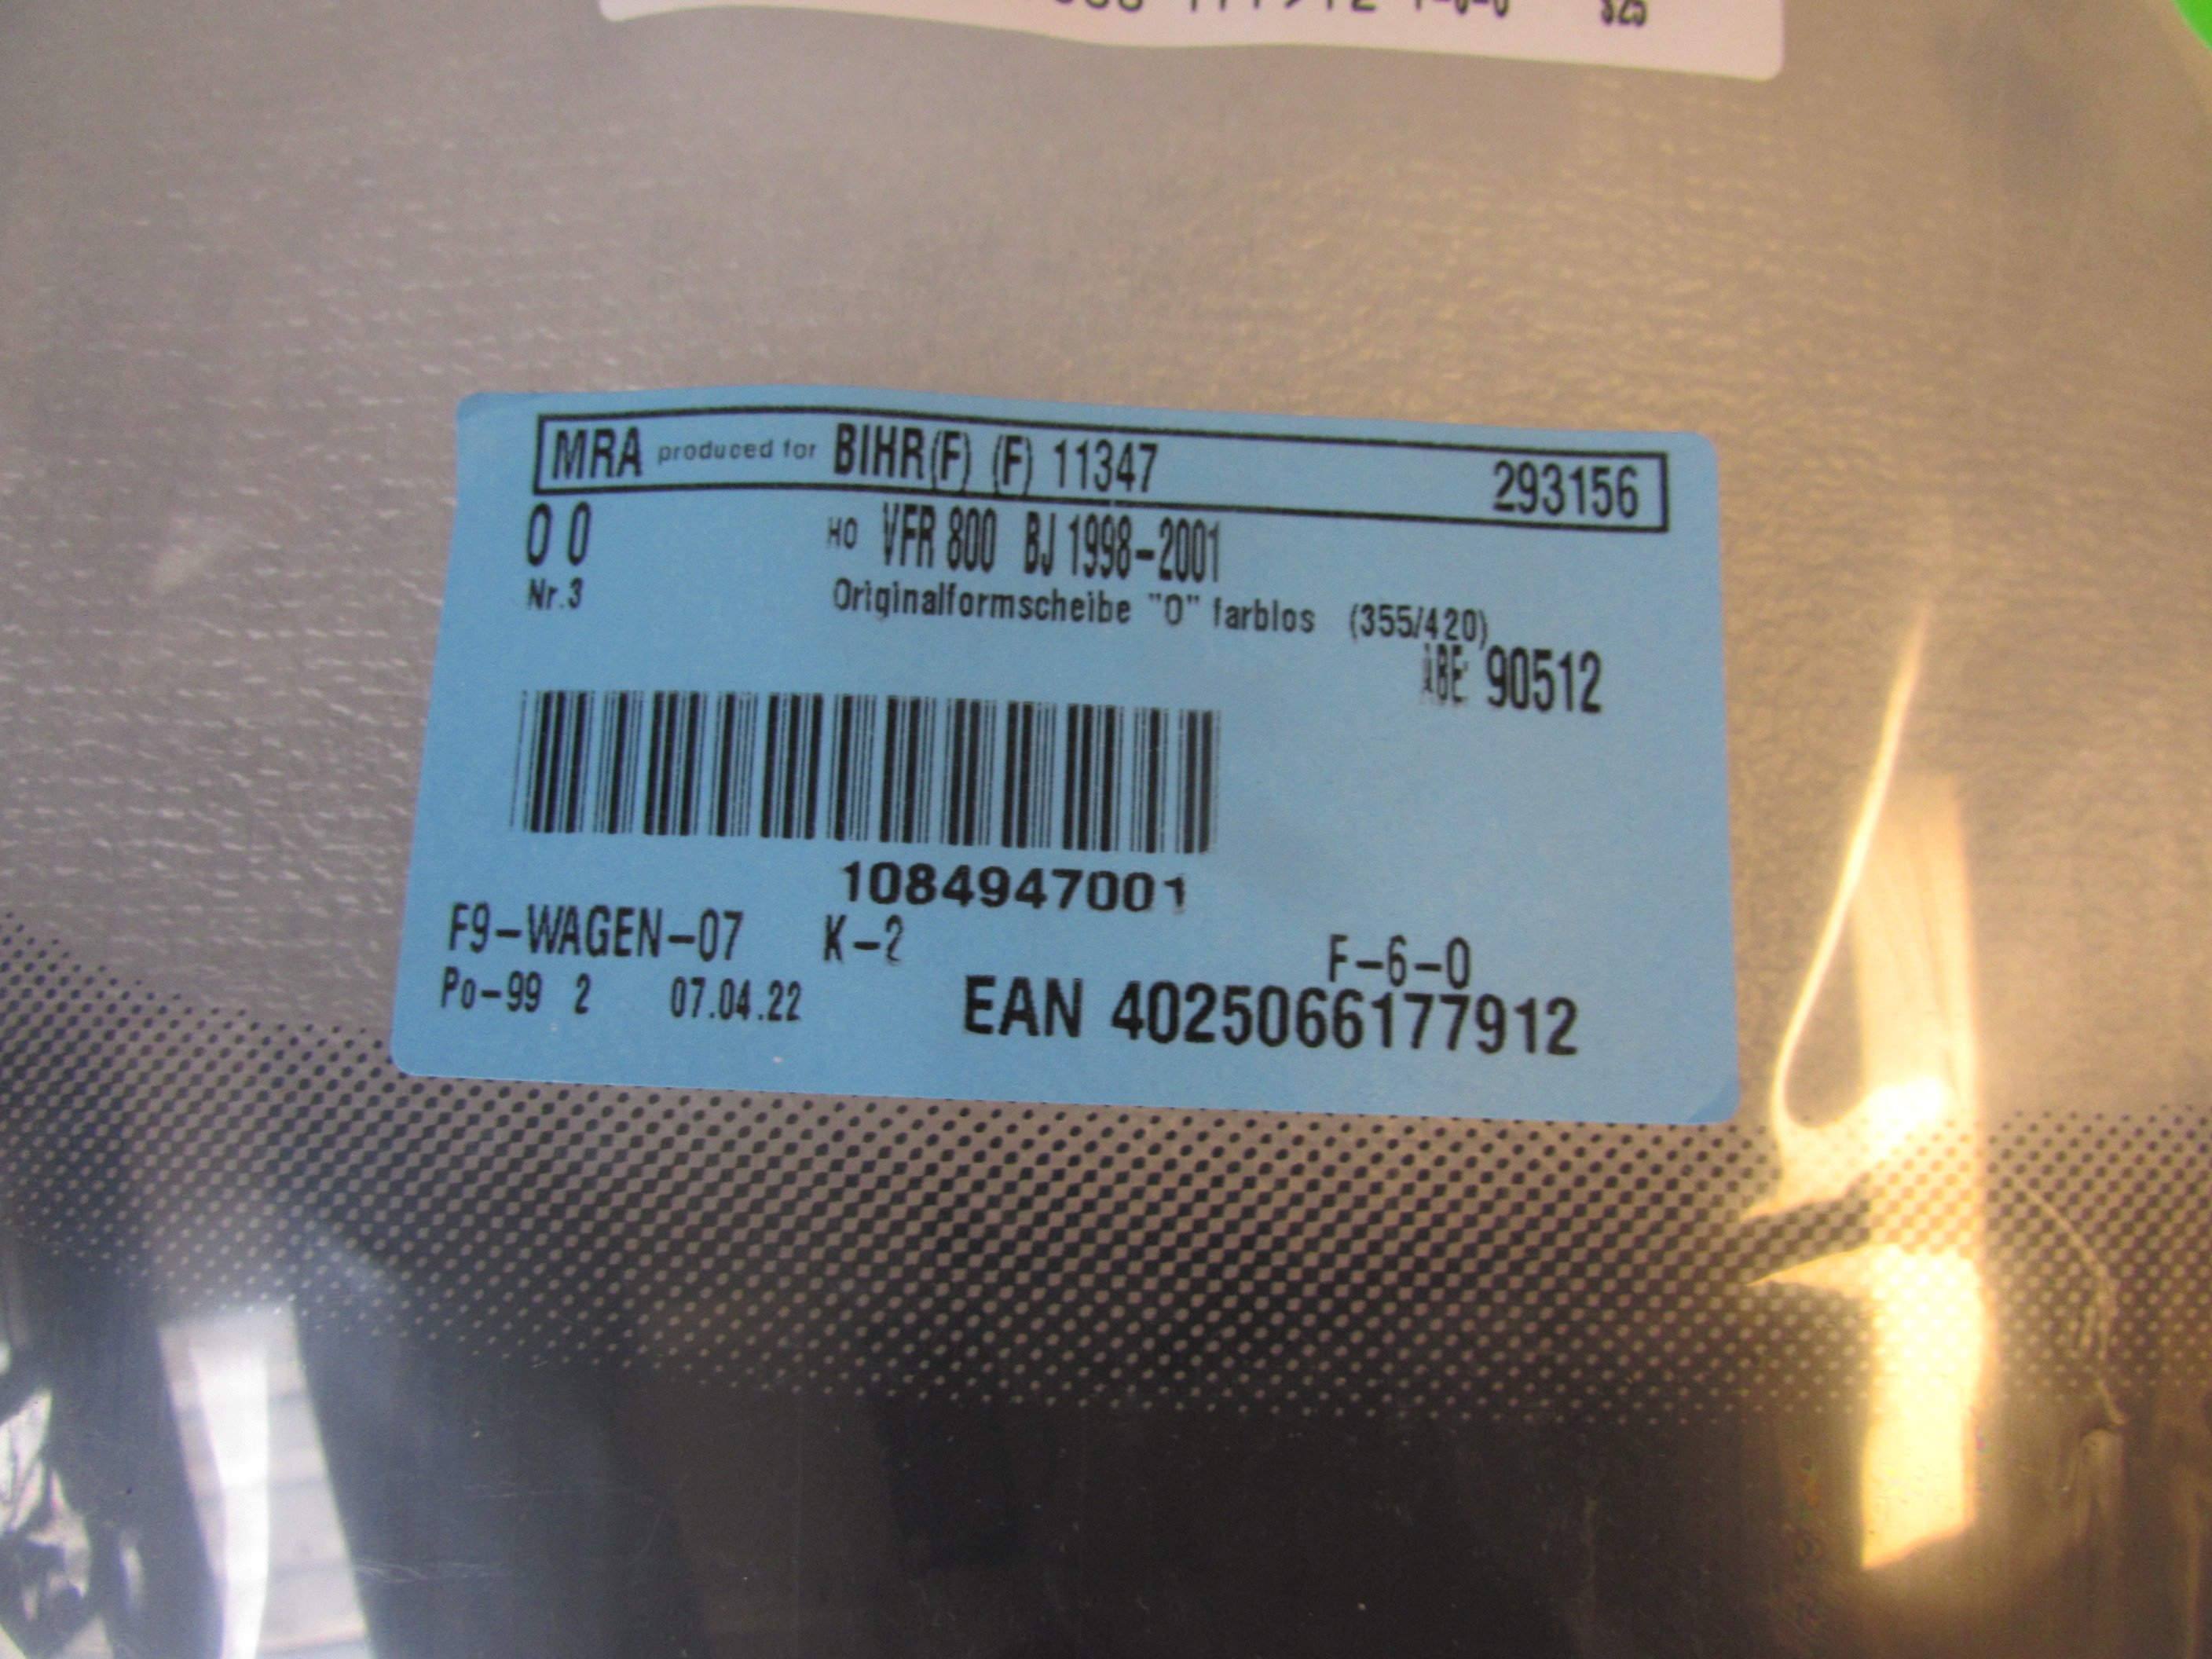 S25
MRA produced for BIHR(F) (F) 11347 293156
0 0 HO VFR 800 BJ 1998-2001
Nr.3 Originalformscheibe "O" farblos (355/420)
ABE: 90512
1084947001
F9-WAGEN-07 K-2 F-6-0
Po-99 2 07.04.22 EAN 4025066177912